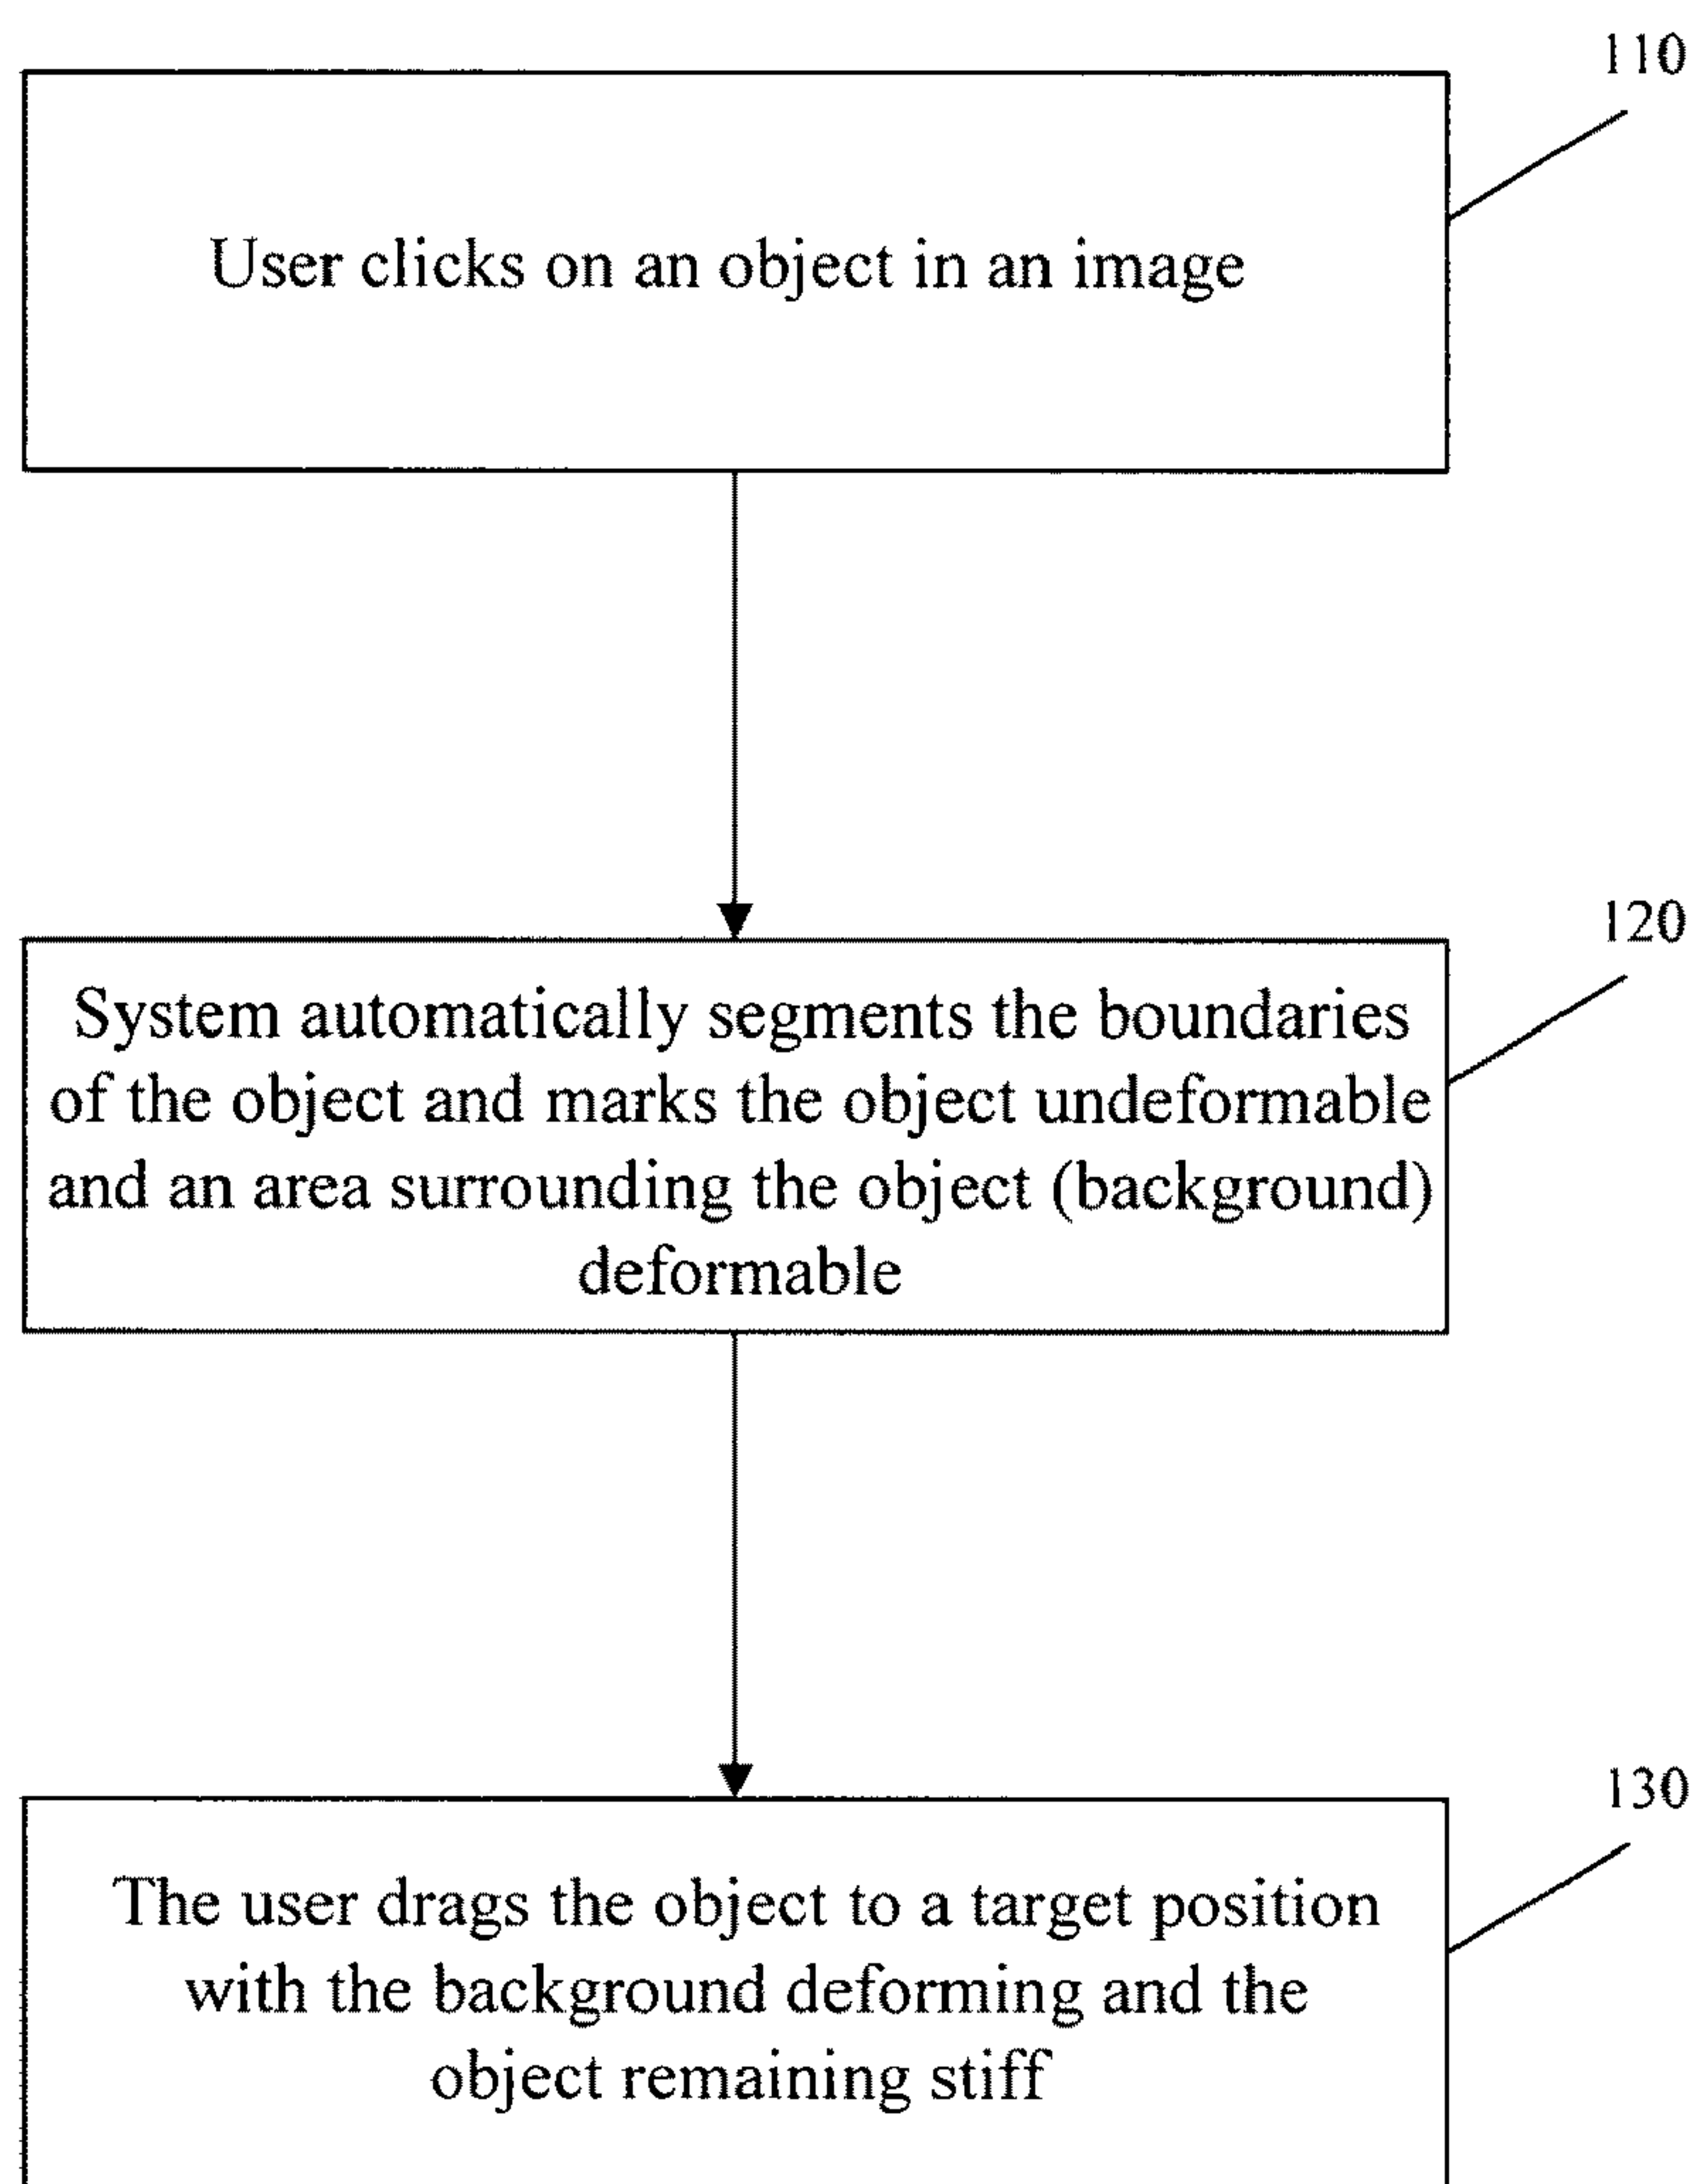 110
User clicks on an object in an image
120
System automatically segments the boundaries
of the object and marks the object undeformable
and an area surrounding the object (background)
deformable
130
The user drags the object to a target position
with the background deforming and the
object remaining stiff